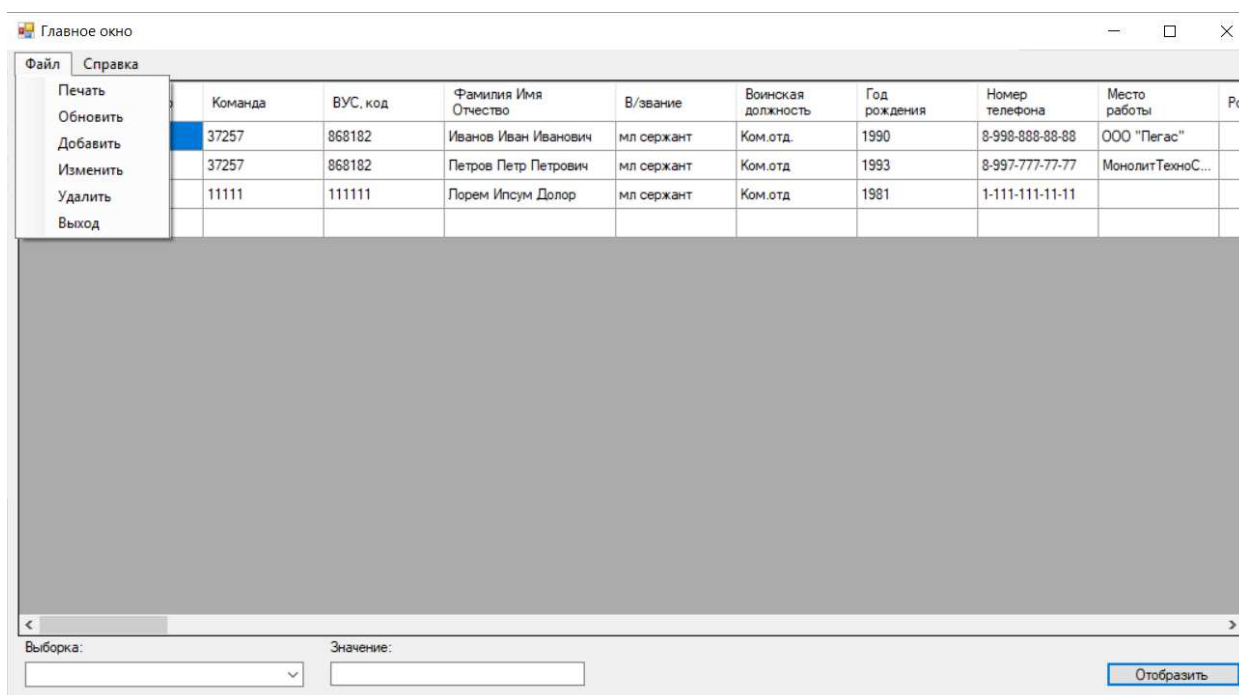 Главное окно
Файл Справка
Печать
Обновить
Добавить
Изменить
Удалить
Выход
Команда ВУС, код Фамилия Имя Отчество В/звание Воинская должность Год рождения Номер телефона Место работы
37257 868182 Иванов Иван Иванович мл сержант Ком.отд. 1990 8-998-888-88-88 ООО "Пегас"
37257 868182 Петров Петр Петрович мл сержант Ком.отд 1993 8-997-777-77-77 МонолитТехноС...
11111 111111 Лорем Ипсум Долор мл сержант Ком.отд 1981 1-111-111-11-11
Выборка: Значение:
Отобразить